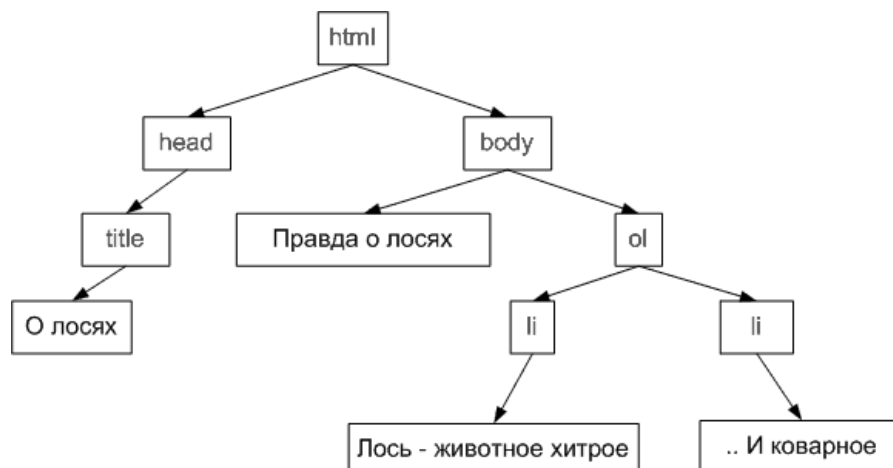 html
head
body
title
Правда о лосях
ol
О лосях
li
li
Лось - животное хитрое
.. И коварное